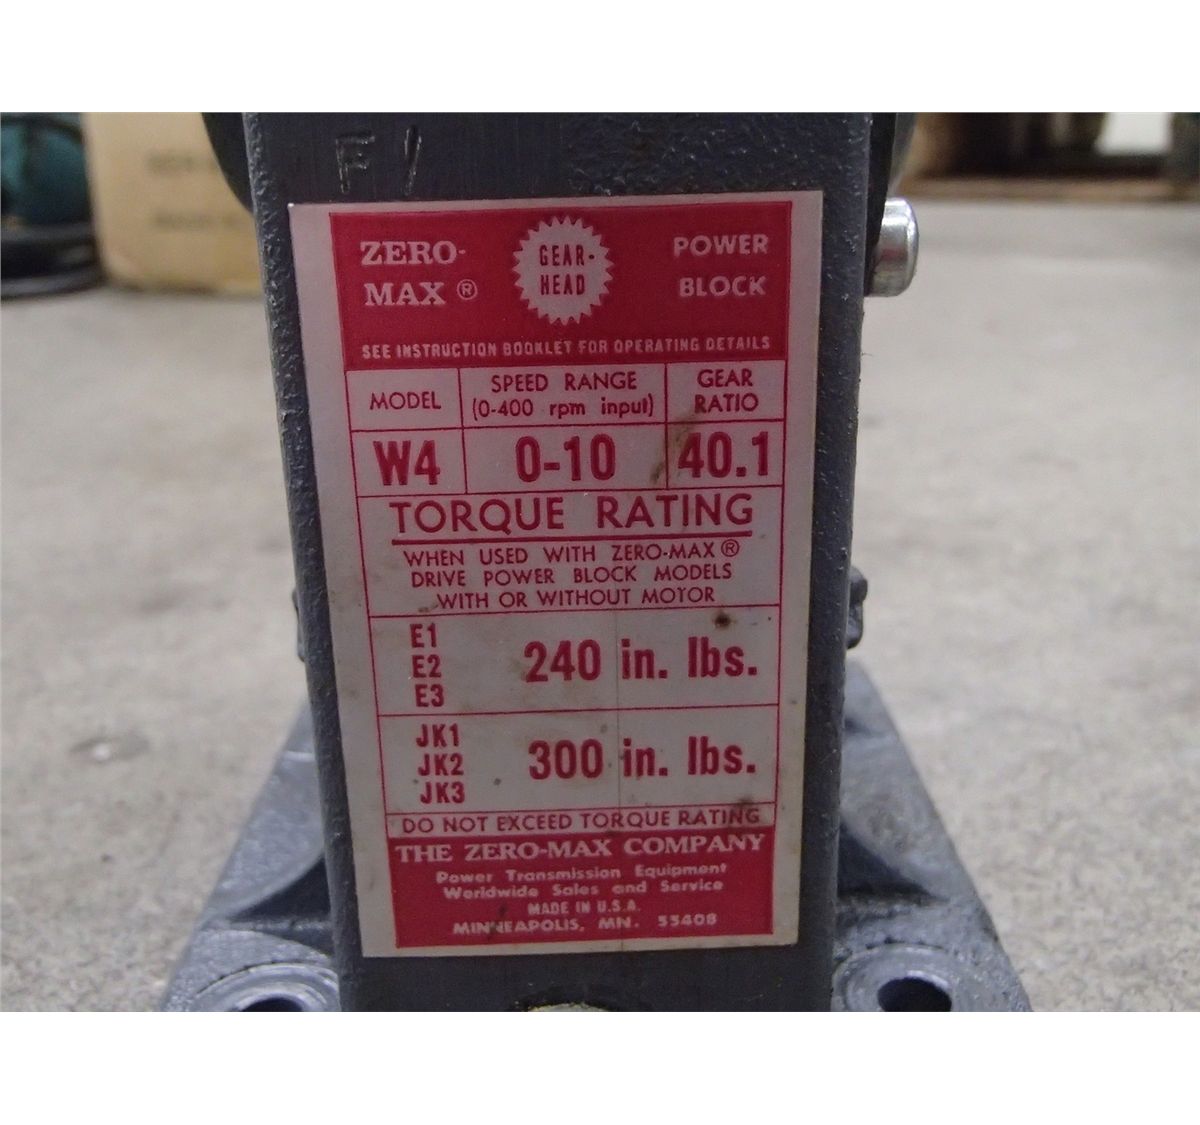 F1
ZERO-
MAX ®
GEAR-
HEAD
POWER
BLOCK
SEE INSTRUCTION BOOKLET FOR OPERATING DETAILS
MODEL
SPEED RANGE
(0-400 rpm input)
GEAR
RATIO
W4
0-10
40.1
TORQUE RATING
WHEN USED WITH ZERO-MAX®
DRIVE POWER BLOCK MODELS
WITH OR WITHOUT MOTOR
E1
E2
E3
240 in. lbs.
JK1
JK2
JK3
300 in. lbs.
DO NOT EXCEED TORQUE RATING
THE ZERO-MAX COMPANY
Power Transmission Equipment
Worldwide Sales and Service
MADE IN U.S.A.
MINNEAPOLIS, MN. 55408